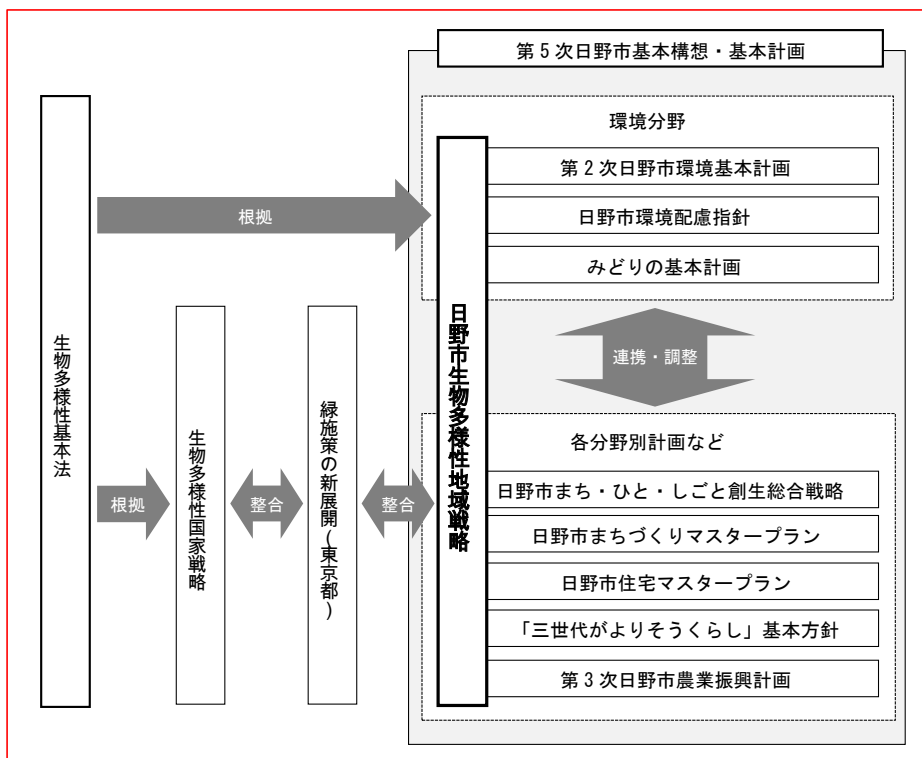 第5次日野市基本構想・基本計画
環境分野
第2次日野市環境基本計画
日野市環境配慮指針
みどりの基本計画
根拠
生物多様性基本法
日野市生物多様性地域戦略
連携・調整
生物多様性国家戦略
緑施策の新展開(東京都)
根拠
整合
整合
各分野別計画など
日野市まち・ひと・しごと創生総合戦略
日野市まちづくりマスタープラン
日野市住宅マスタープラン
「三世代がよりそうくらし」基本方針
第3次日野市農業振興計画